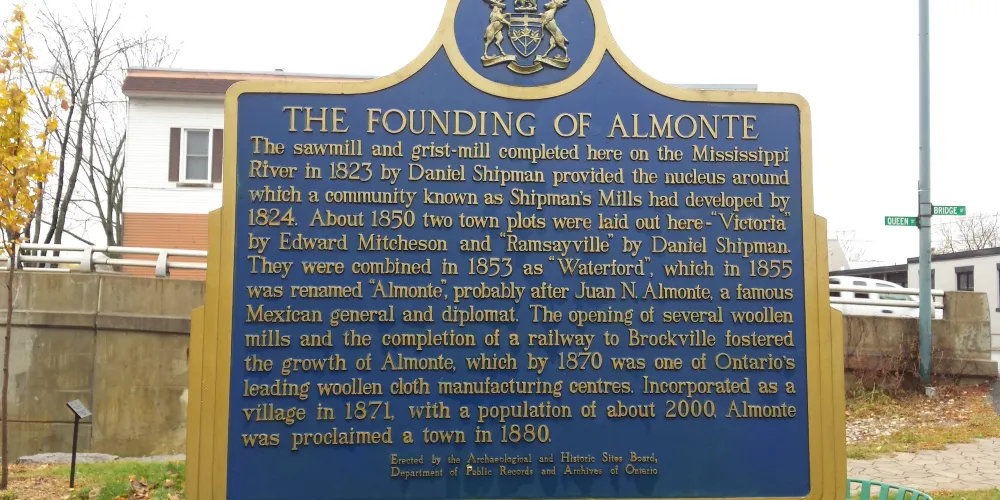 THE FOUNDING OF ALMONTE
The sawmill and grist-mill completed here on the Mississippi
River in 1823 by Daniel Shipman provided the nucleus around
which a community known as Shipman's Mills had developed by
1824. About 1850 two town plots were laid out here-"Victoria"
by Edward Mitcheson and "Ramsayville" by Daniel Shipman.
They were combined in 1853 as "Waterford", which in 1855
was renamed "Almonte", probably after Juan N. Almonte, a famous
Mexican general and diplomat. The opening of several woollen
mills and the completion of a railway to Brockville fostered
the growth of Almonte, which by 1870 was one of Ontario's
leading woollen cloth manufacturing centres. Incorporated as a
village in 1871, with a population of about 2000, Almonte
was proclaimed a town in 1880.
Erected by the Archaeological and Historic Sites Board,
Department of Public Records and Archives of Ontario
QUEEN ST
BRIDGE ST